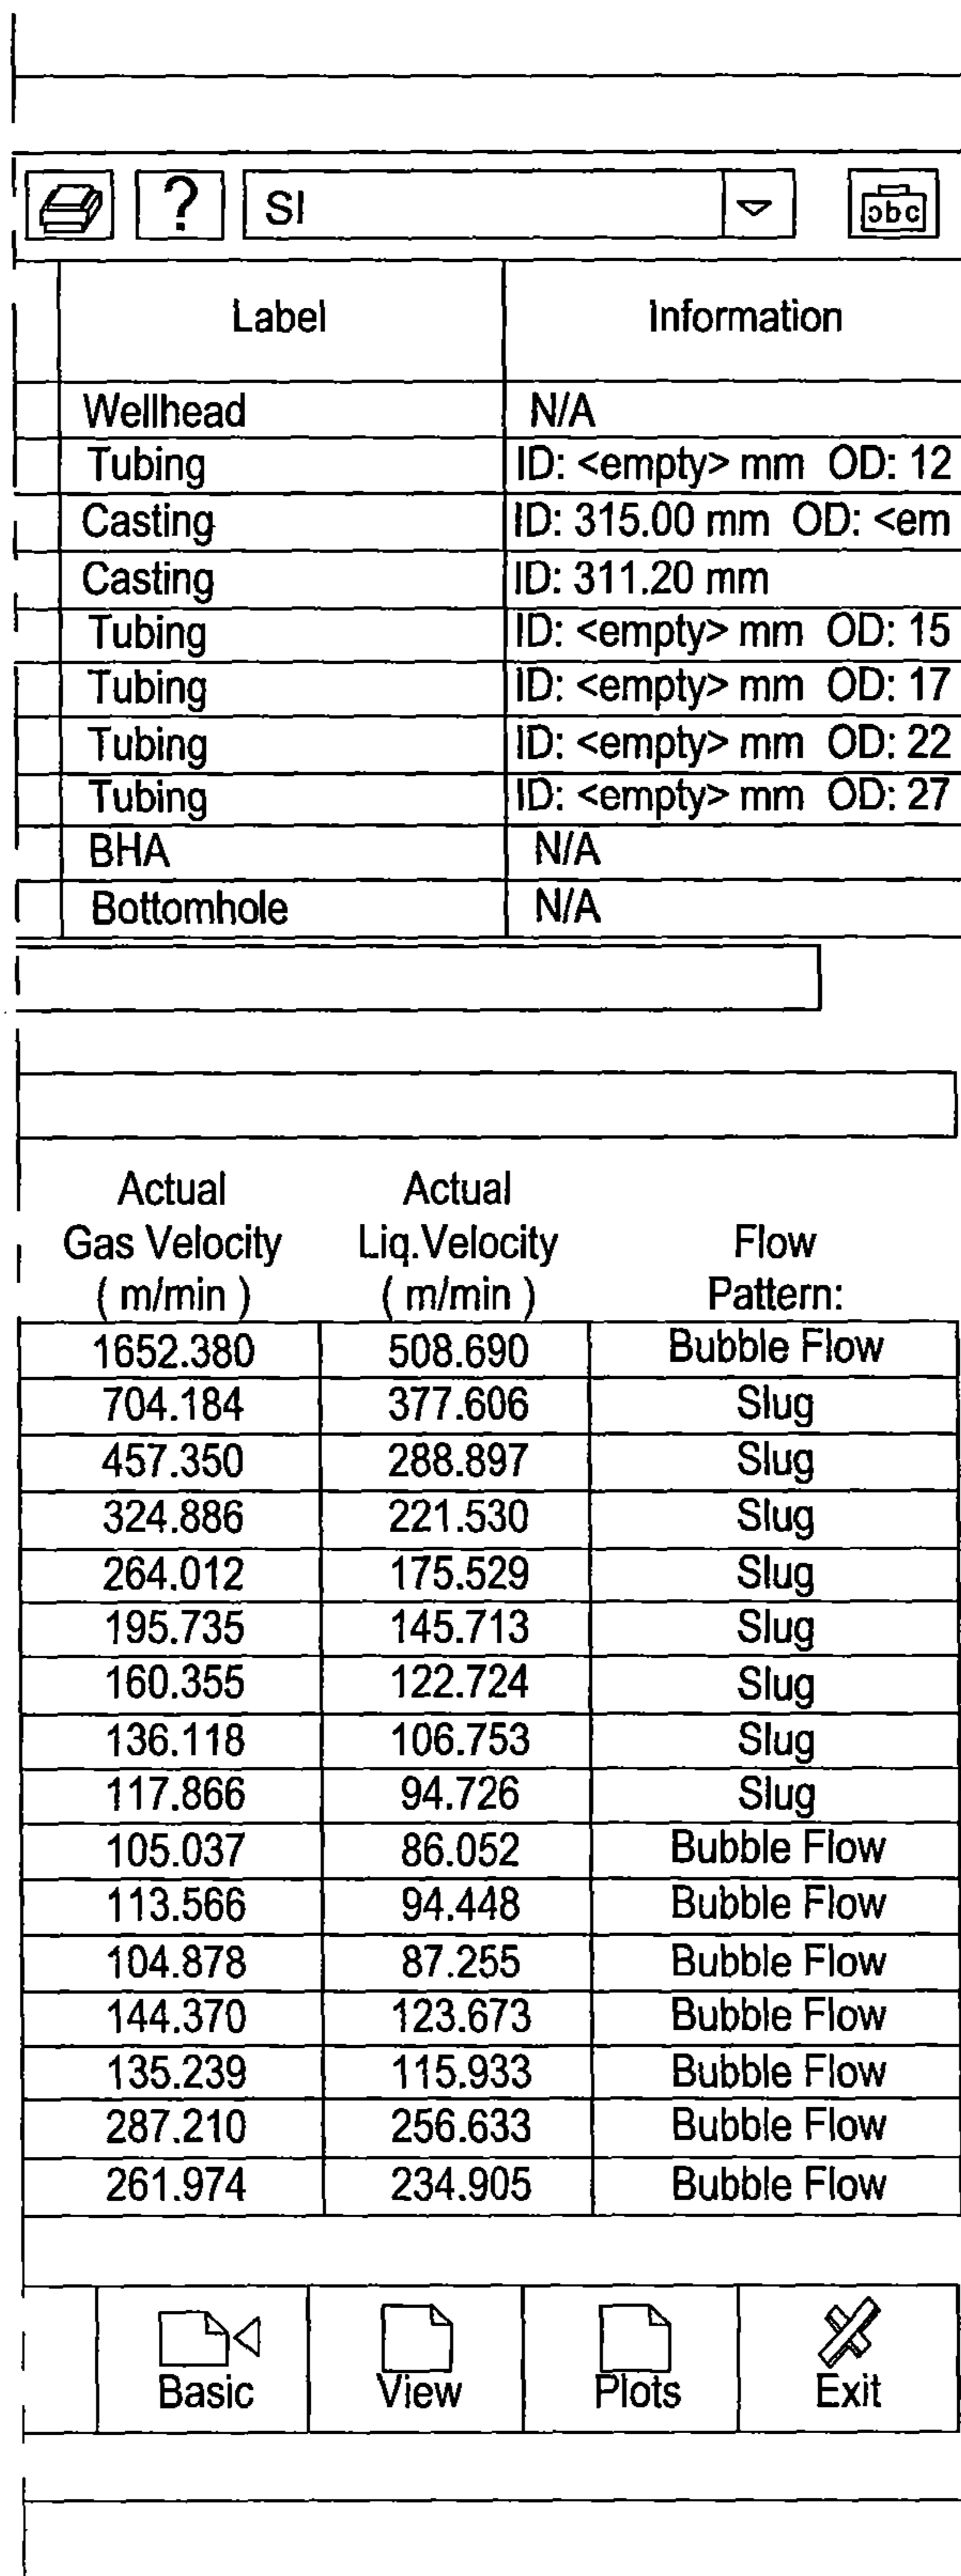 ? SI abc
Label Information
Wellhead N/A
Tubing ID: <empty> mm OD: 12
Casting ID: 315.00 mm OD: <em
Casting ID: 311.20 mm
Tubing ID: <empty> mm OD: 15
Tubing ID: <empty> mm OD: 17
Tubing ID: <empty> mm OD: 22
Tubing ID: <empty> mm OD: 27
BHA N/A
Bottomhole N/A
Actual Actual
Gas Velocity Liq.Velocity Flow
( m/min ) ( m/min ) Pattern:
1652.380 508.690 Bubble Flow
704.184 377.606 Slug
457.350 288.897 Slug
324.886 221.530 Slug
264.012 175.529 Slug
195.735 145.713 Slug
160.355 122.724 Slug
136.118 106.753 Slug
117.866 94.726 Slug
105.037 86.052 Bubble Flow
113.566 94.448 Bubble Flow
104.878 87.255 Bubble Flow
144.370 123.673 Bubble Flow
135.239 115.933 Bubble Flow
287.210 256.633 Bubble Flow
261.974 234.905 Bubble Flow
Basic View Plots Exit